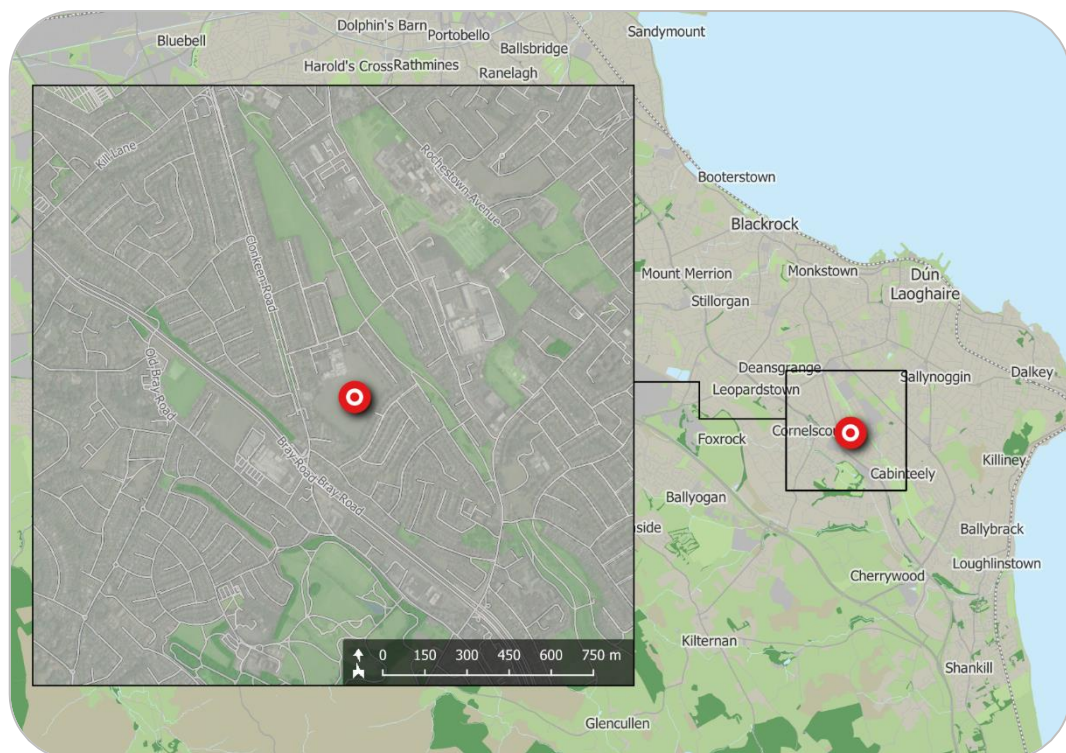 Dolphin's Barn
Portobello
Bluebell
Ballsbridge
Sandymount
Harold's Cross
Rathmines
Ranelagh
Kill Lane
Rochestown Avenue
Clonkeen Road
Old Bray Road
Bray Road
Bray Road
0 150 300 450 600 750 m
Booterstown
Blackrock
Mount Merrion
Monkstown
Dún
Laoghaire
Stillorgan
Deansgrange
Leopardstown
Sallynoggin
Dalkey
Foxrock
Cornelscou
Cabinteely
Killiney
Ballyogan
side
Ballybrack
Loughlinstown
Cherrywood
Kilternan
Shankill
Glencullen